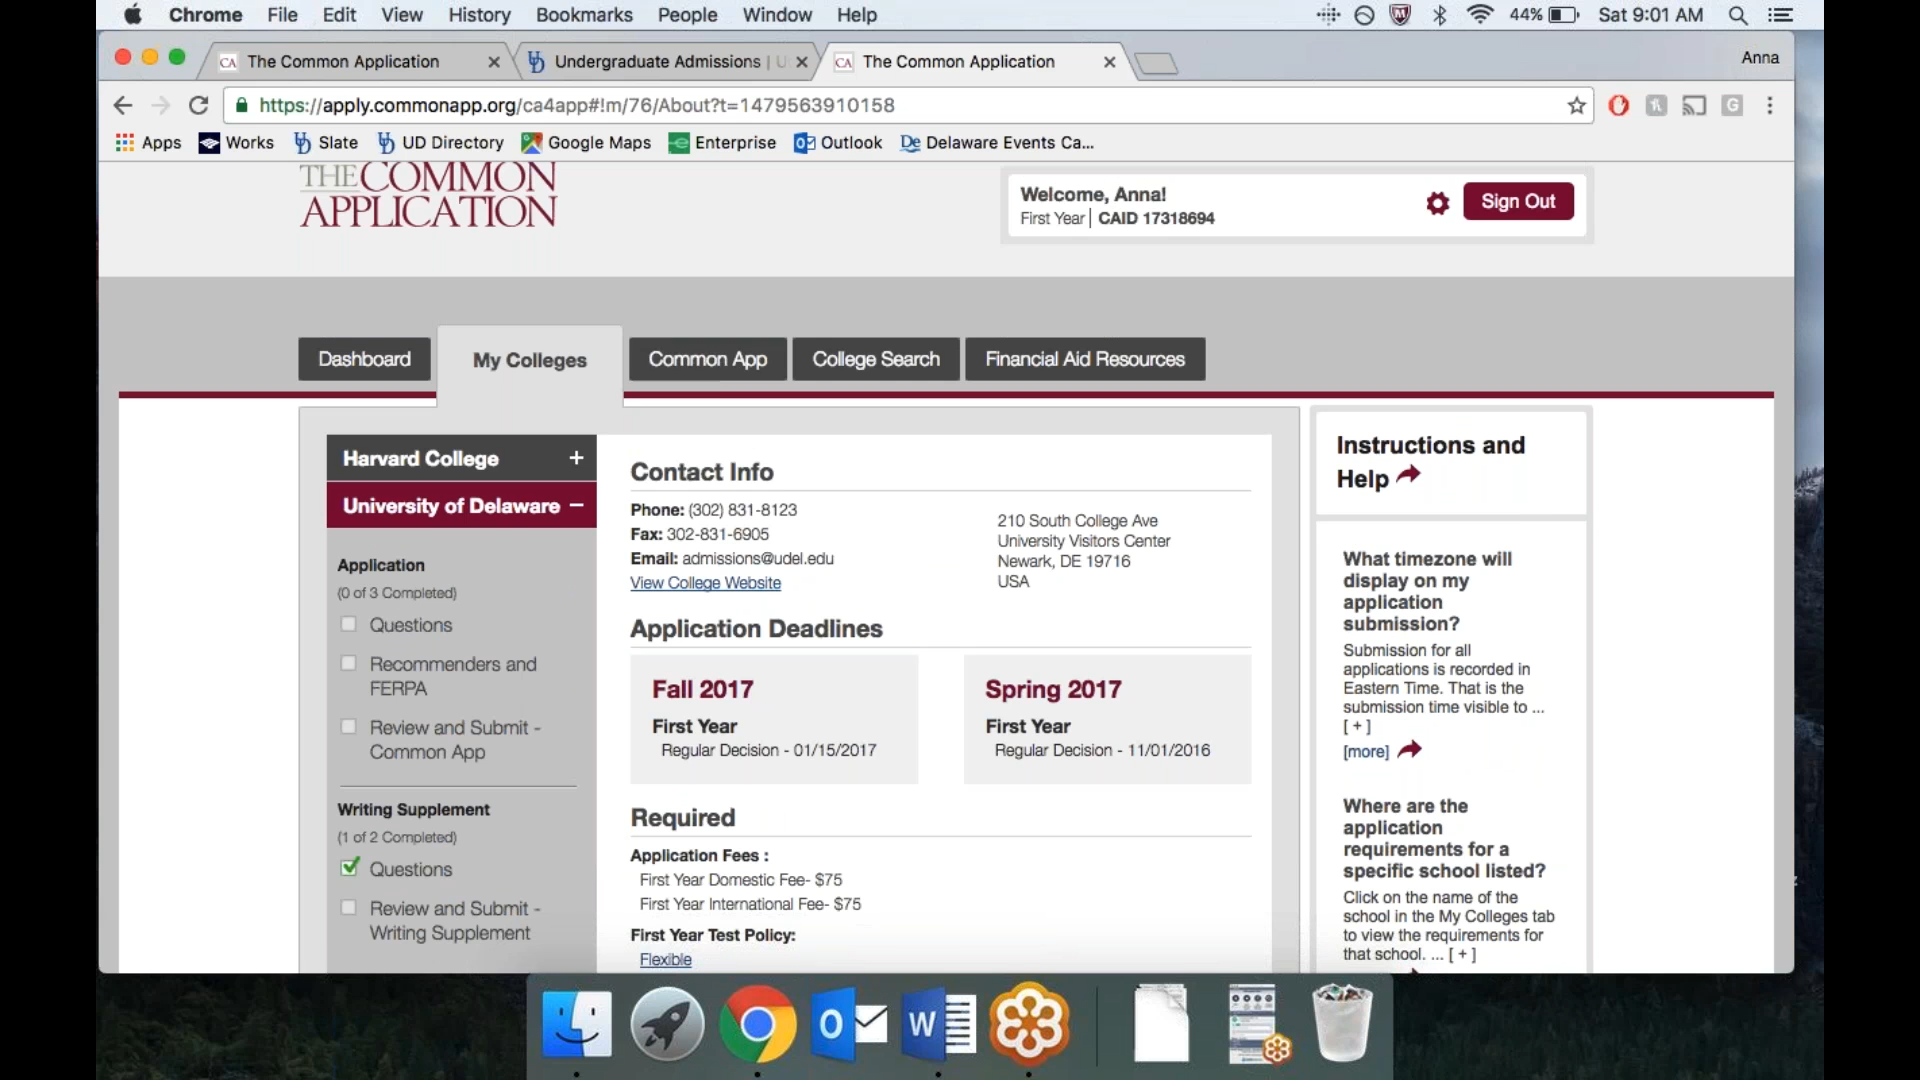 Chrome File Edit View History Bookmarks People Window Help
44% Sat 9:01 AM
The Common Application
Undergraduate Admissions | U
The Common Application
Anna
https://apply.commonapp.org/ca4app#!m/76/About?t=1479563910158
Apps Works Slate UD Directory Google Maps Enterprise Outlook Delaware Events Ca...
THE COMMON
APPLICATION
Welcome, Anna!
First Year | CAID 17318694
Sign Out
Dashboard My Colleges Common App College Search Financial Aid Resources
Harvard College +
University of Delaware −
Application
(0 of 3 Completed)
Questions
Recommenders and
FERPA
Review and Submit -
Common App
Writing Supplement
(1 of 2 Completed)
Questions
Review and Submit -
Writing Supplement
Contact Info
Phone: (302) 831-8123
Fax: 302-831-6905
Email: admissions@udel.edu
View College Website
210 South College Ave
University Visitors Center
Newark, DE 19716
USA
Application Deadlines
Fall 2017
First Year
Regular Decision - 01/15/2017
Spring 2017
First Year
Regular Decision - 11/01/2016
Required
Application Fees :
First Year Domestic Fee- $75
First Year International Fee- $75
First Year Test Policy:
Flexible
Instructions and
Help
What timezone will
display on my
application
submission?
Submission for all
applications is recorded in
Eastern Time. That is the
submission time visible to ...
[ + ]
[more]
Where are the
application
requirements for a
specific school listed?
Click on the name of the
school in the My Colleges tab
to view the requirements for
that school. ... [ + ]